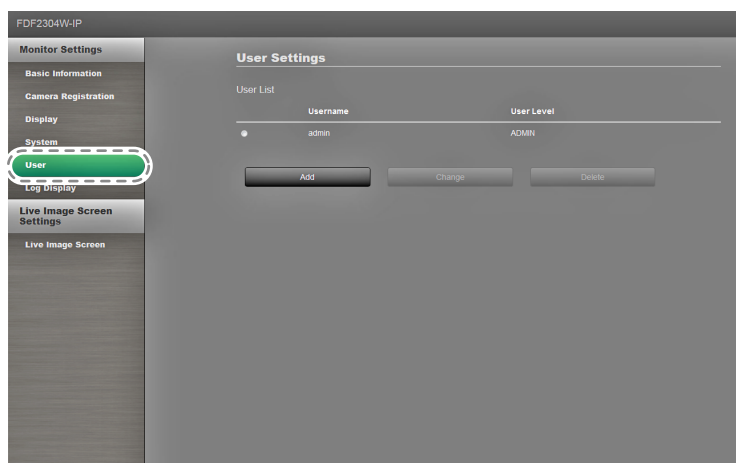 FDF2304W-IP
Monitor Settings
Basic Information
Camera Registration
Display
System
User
Log Display
Live Image Screen
Settings
Live Image Screen
User Settings
User List
Username User Level
admin ADMIN
Add Change Delete